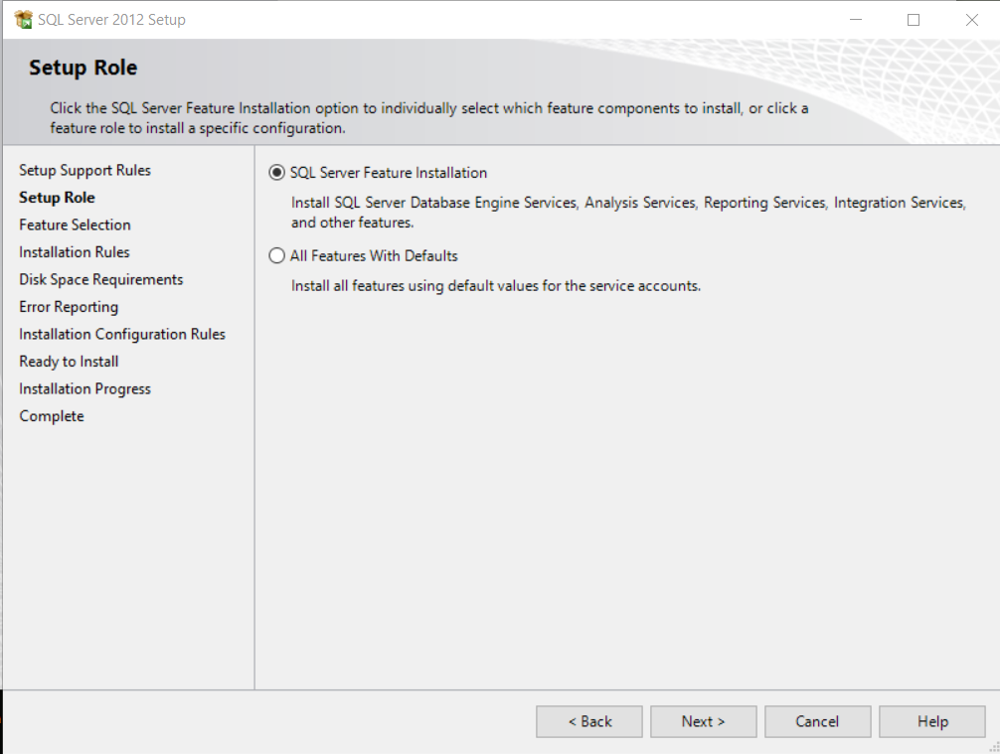 SQL Server 2012 Setup
Setup Role
Click the SQL Server Feature Installation option to individually select which feature components to install, or click a
feature role to install a specific configuration.
Setup Support Rules
Setup Role
Feature Selection
Installation Rules
Disk Space Requirements
Error Reporting
Installation Configuration Rules
Ready to Install
Installation Progress
Complete
SQL Server Feature Installation
Install SQL Server Database Engine Services, Analysis Services, Reporting Services, Integration Services,
and other features.
All Features With Defaults
Install all features using default values for the service accounts.
< Back
Next >
Cancel
Help